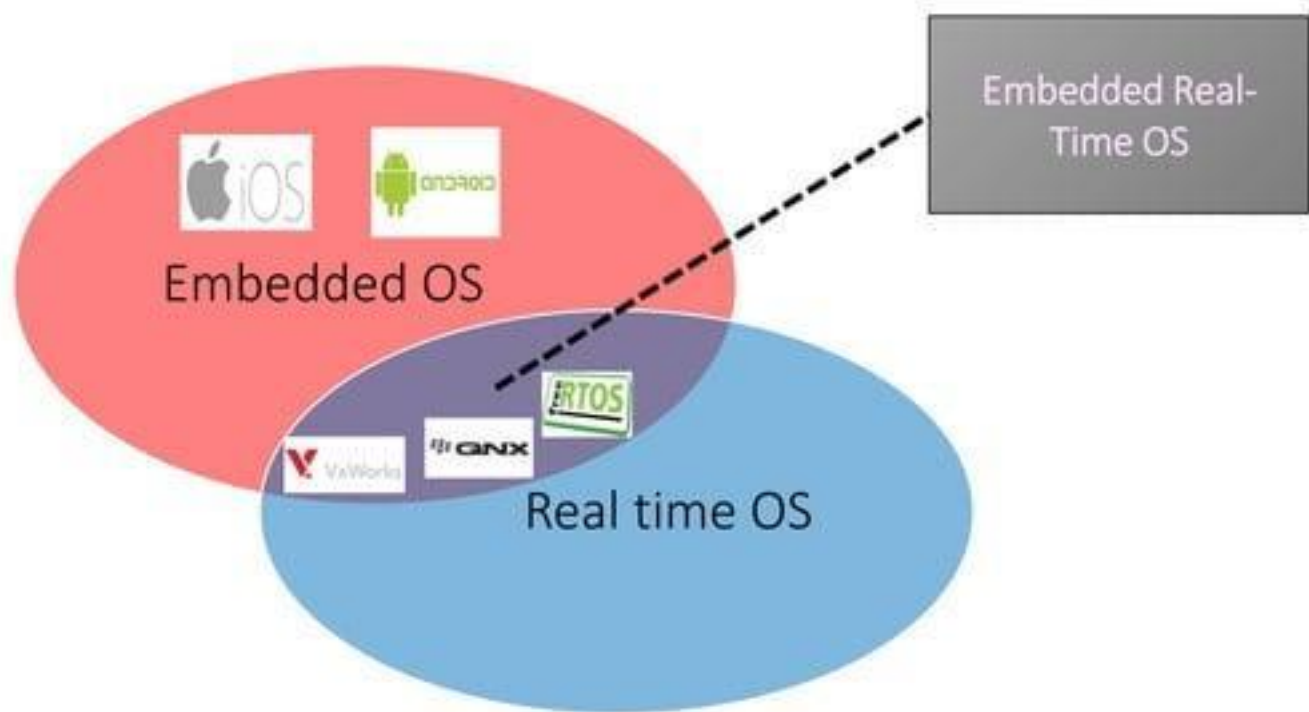 Embedded Real-
Time OS
iOS
ANDROID
Embedded OS
RTOS
QNX
VxWorks
Real time OS